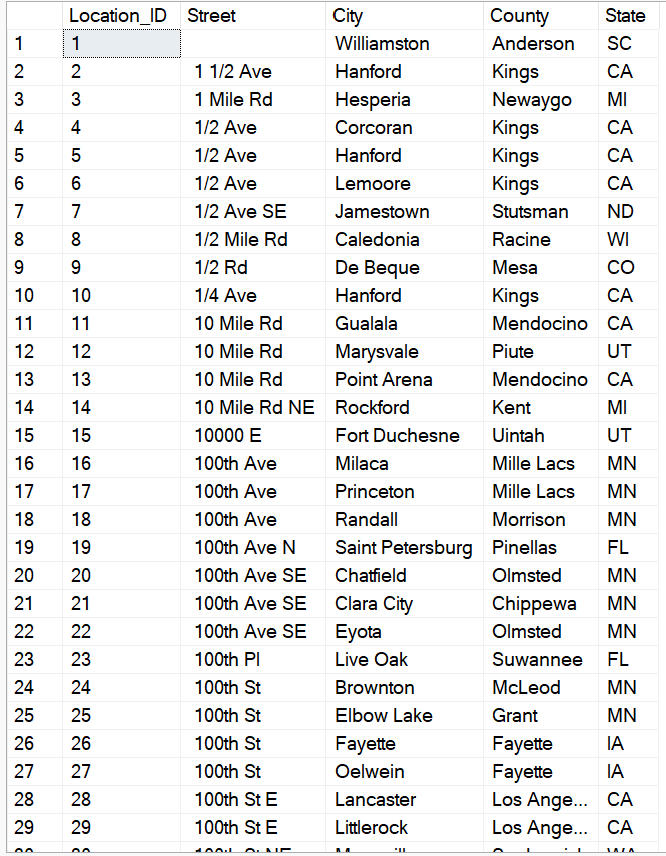 Location_ID Street City County State
1 1 Williamston Anderson SC
2 2 1 1/2 Ave Hanford Kings CA
3 3 1 Mile Rd Hesperia Newaygo MI
4 4 1/2 Ave Corcoran Kings CA
5 5 1/2 Ave Hanford Kings CA
6 6 1/2 Ave Lemoore Kings CA
7 7 1/2 Ave SE Jamestown Stutsman ND
8 8 1/2 Mile Rd Caledonia Racine WI
9 9 1/2 Rd De Beque Mesa CO
10 10 1/4 Ave Hanford Kings CA
11 11 10 Mile Rd Gualala Mendocino CA
12 12 10 Mile Rd Marysvale Piute UT
13 13 10 Mile Rd Point Arena Mendocino CA
14 14 10 Mile Rd NE Rockford Kent MI
15 15 10000 E Fort Duchesne Uintah UT
16 16 100th Ave Milaca Mille Lacs MN
17 17 100th Ave Princeton Mille Lacs MN
18 18 100th Ave Randall Morrison MN
19 19 100th Ave N Saint Petersburg Pinellas FL
20 20 100th Ave SE Chatfield Olmsted MN
21 21 100th Ave SE Clara City Chippewa MN
22 22 100th Ave SE Eyota Olmsted MN
23 23 100th Pl Live Oak Suwannee FL
24 24 100th St Brownton McLeod MN
25 25 100th St Elbow Lake Grant MN
26 26 100th St Fayette Fayette IA
27 27 100th St Oelwein Fayette IA
28 28 100th St E Lancaster Los Ange... CA
29 29 100th St E Littlerock Los Ange... CA